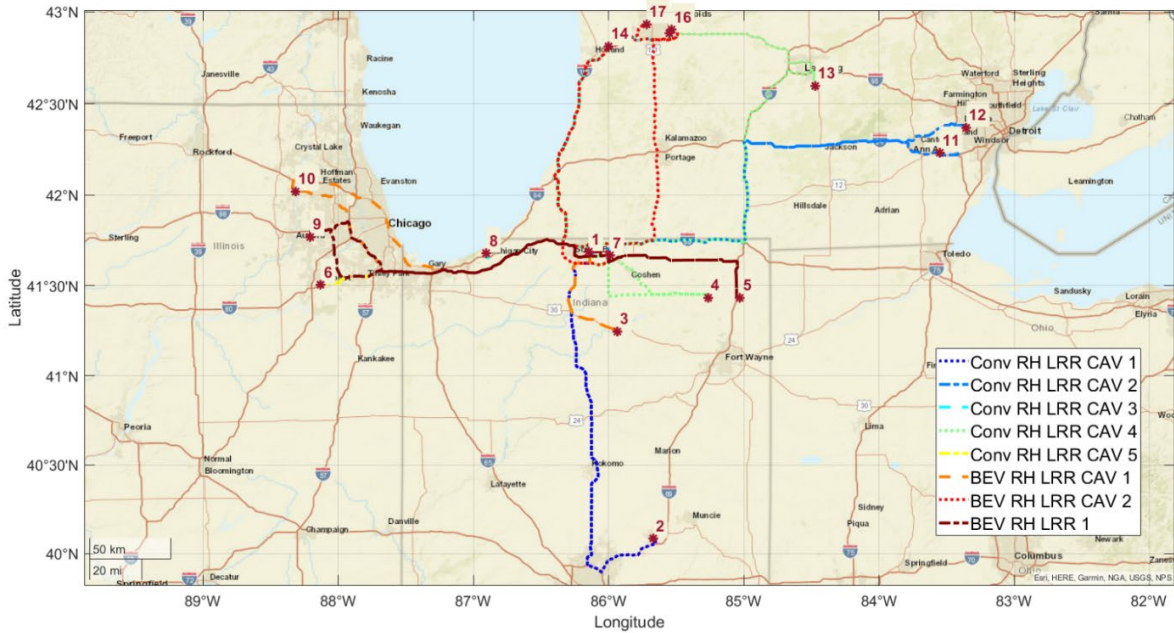 43°N
42°30'N
42°N
41°30'N
41°N
40°30'N
40°N
Latitude
17
16
14
Racine
Janesville
Kenosha
13
Waterford
Sterling
Heights
Farmington
12
Freeport
Waukegan
Crystal Lake
Rockford
Hoffman
Estates
Evanston
Kalamazoo
Portage
Jackson
11
Windsor
Detroit
Lake St Clair
Chatham
Leamington
10
Chicago
9
Sterling
Illinois
8
1
7
Hillsdale
Adrian
Gary
Goshen
Toledo
6
4
5
Indiana
3
Sandusky
Lorain
Elyria
Ohio
Kankakee
Fort Wayne
Peoria
Normal
Bloomington
Lafayette
Kokomo
Marion
Lima
Muncie
2
Sidney
Piqua
Champaign
Danville
Decatur
Springfield
Springfield
Columbus
Newark
50 km
20 mi
Conv RH LRR CAV 1
Conv RH LRR CAV 2
Conv RH LRR CAV 3
Conv RH LRR CAV 4
Conv RH LRR CAV 5
BEV RH LRR CAV 1
BEV RH LRR CAV 2
BEV RH LRR 1
Esri, HERE, Garmin, NGA, USGS, NPS
89°W
88°W
87°W
86°W
85°W
84°W
83°W
82°W
Longitude